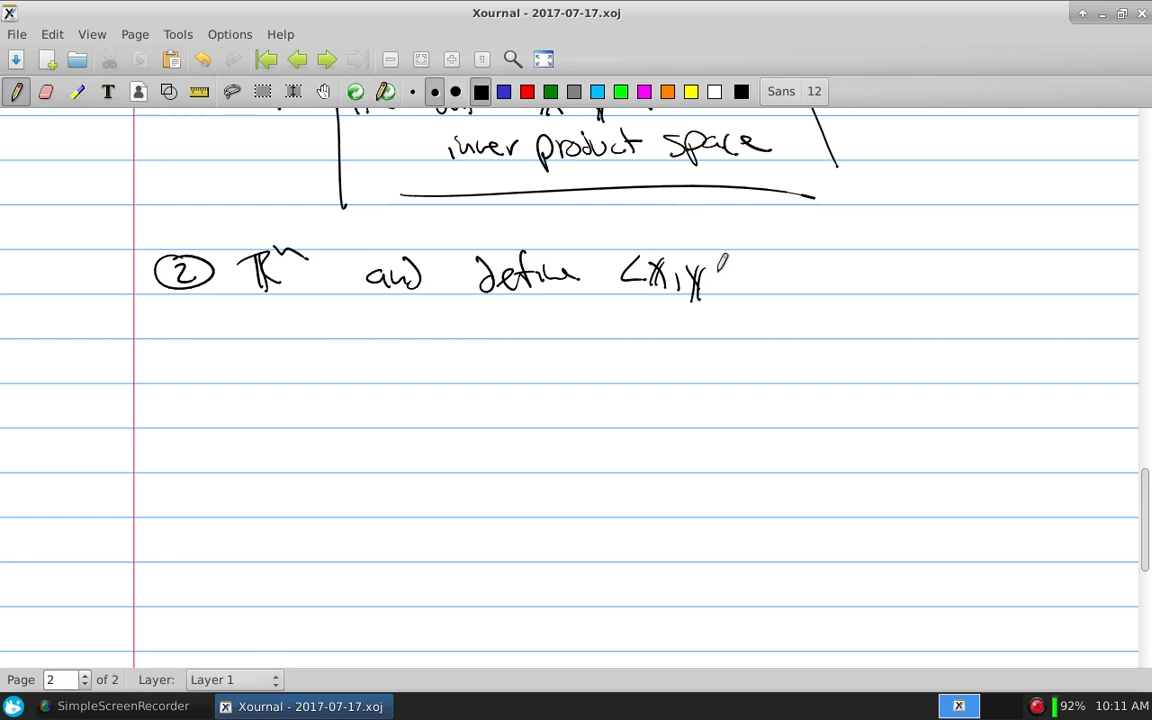 Xournal - 2017-07-17.xoj
File Edit View Page Tools Options Help
Sans 12
inner product space
② ℝⁿ and define <x, y
Page 2 of 2 Layer: Layer 1
SimpleScreenRecorder Xournal - 2017-07-17.xoj 92% 10:11 AM